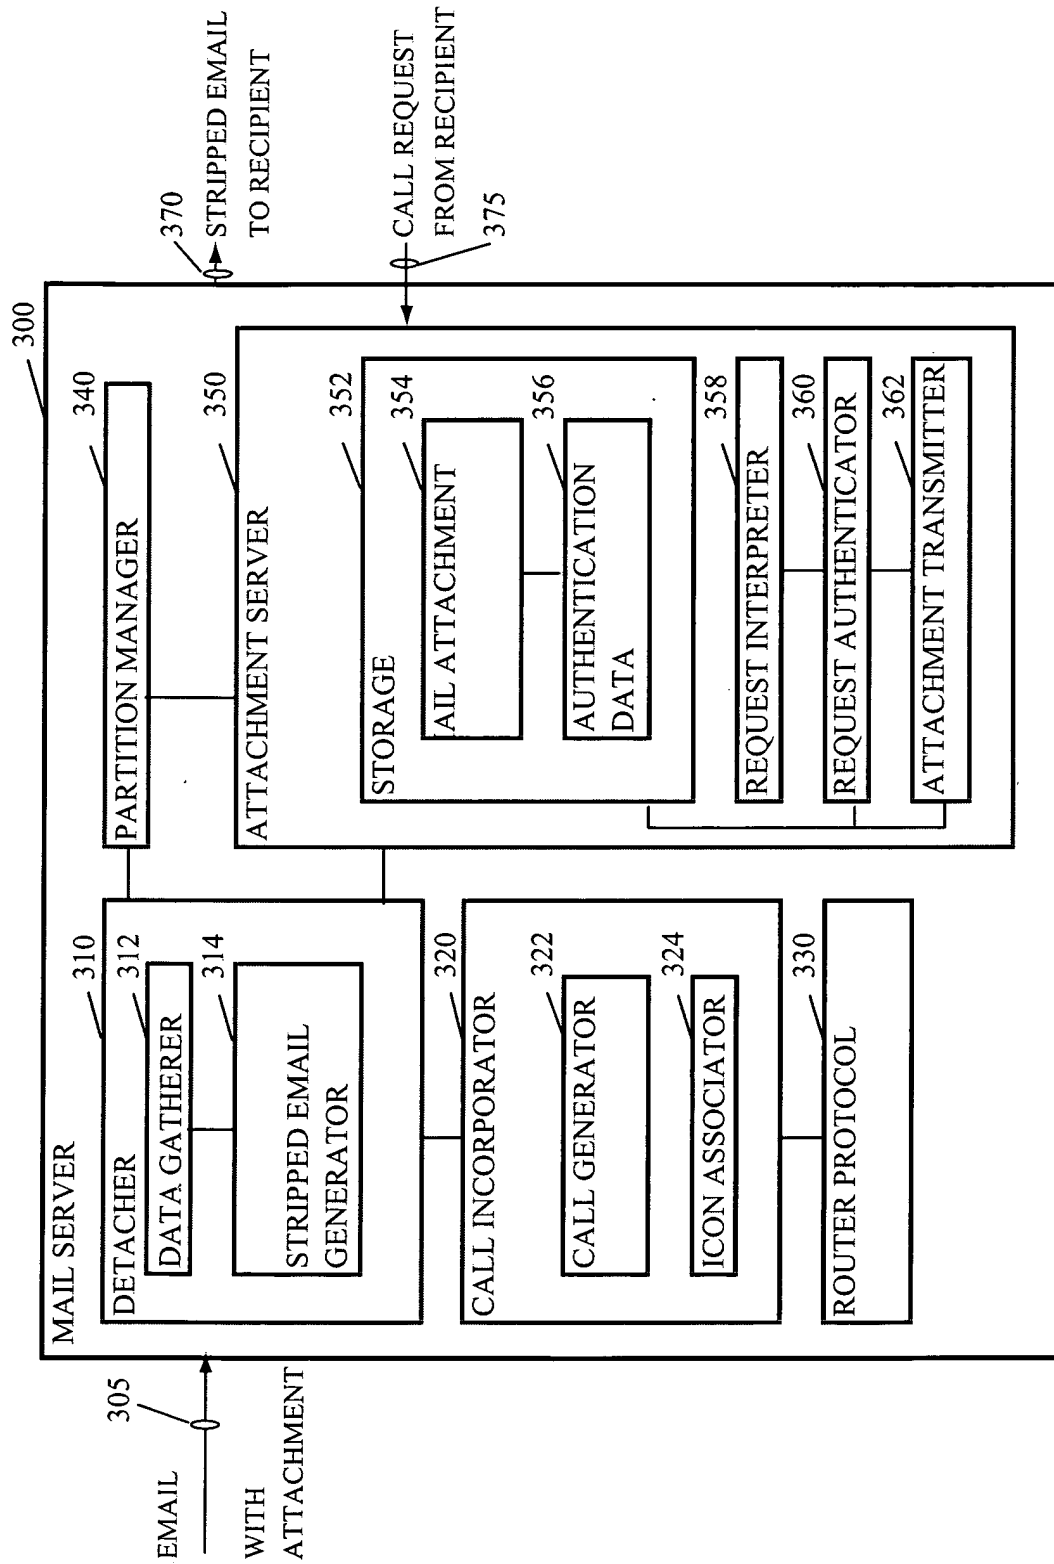 EMAIL
WITH
ATTACHMENT
305
MAIL SERVER
300
DETACHER
310
DATA GATHERER
312
STRIPPED EMAIL
GENERATOR
314
CALL INCORPORATOR
320
CALL GENERATOR
322
ICON ASSOCIATOR
324
ROUTER PROTOCOL
330
PARTITION MANAGER
340
ATTACHMENT SERVER
350
STORAGE
352
AIL ATTACHMENT
354
AUTHENTICATION
DATA
356
REQUEST INTERPRETER
358
REQUEST AUTHENTICATOR
360
ATTACHMENT TRANSMITTER
362
370
STRIPPED EMAIL
TO RECIPIENT
CALL REQUEST
FROM RECIPIENT
375